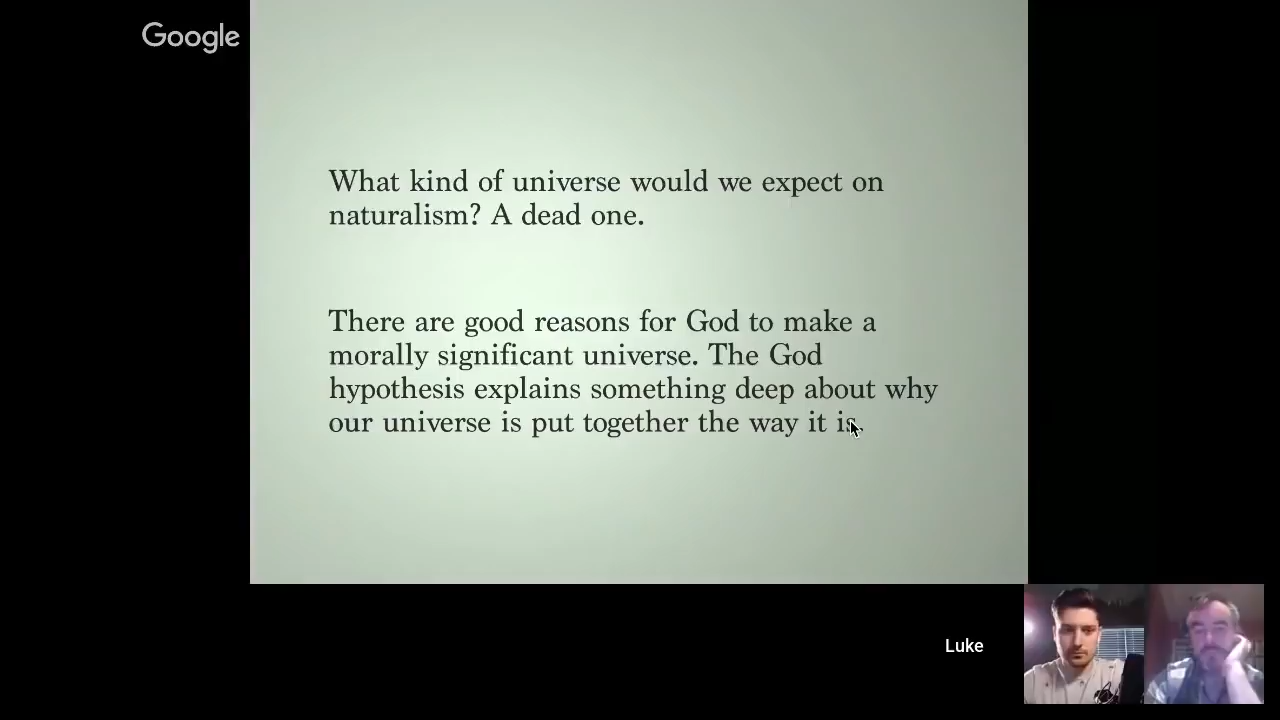 Google
What kind of universe would we expect on
naturalism? A dead one.
There are good reasons for God to make a
morally significant universe. The God
hypothesis explains something deep about why
our universe is put together the way it is.
Luke